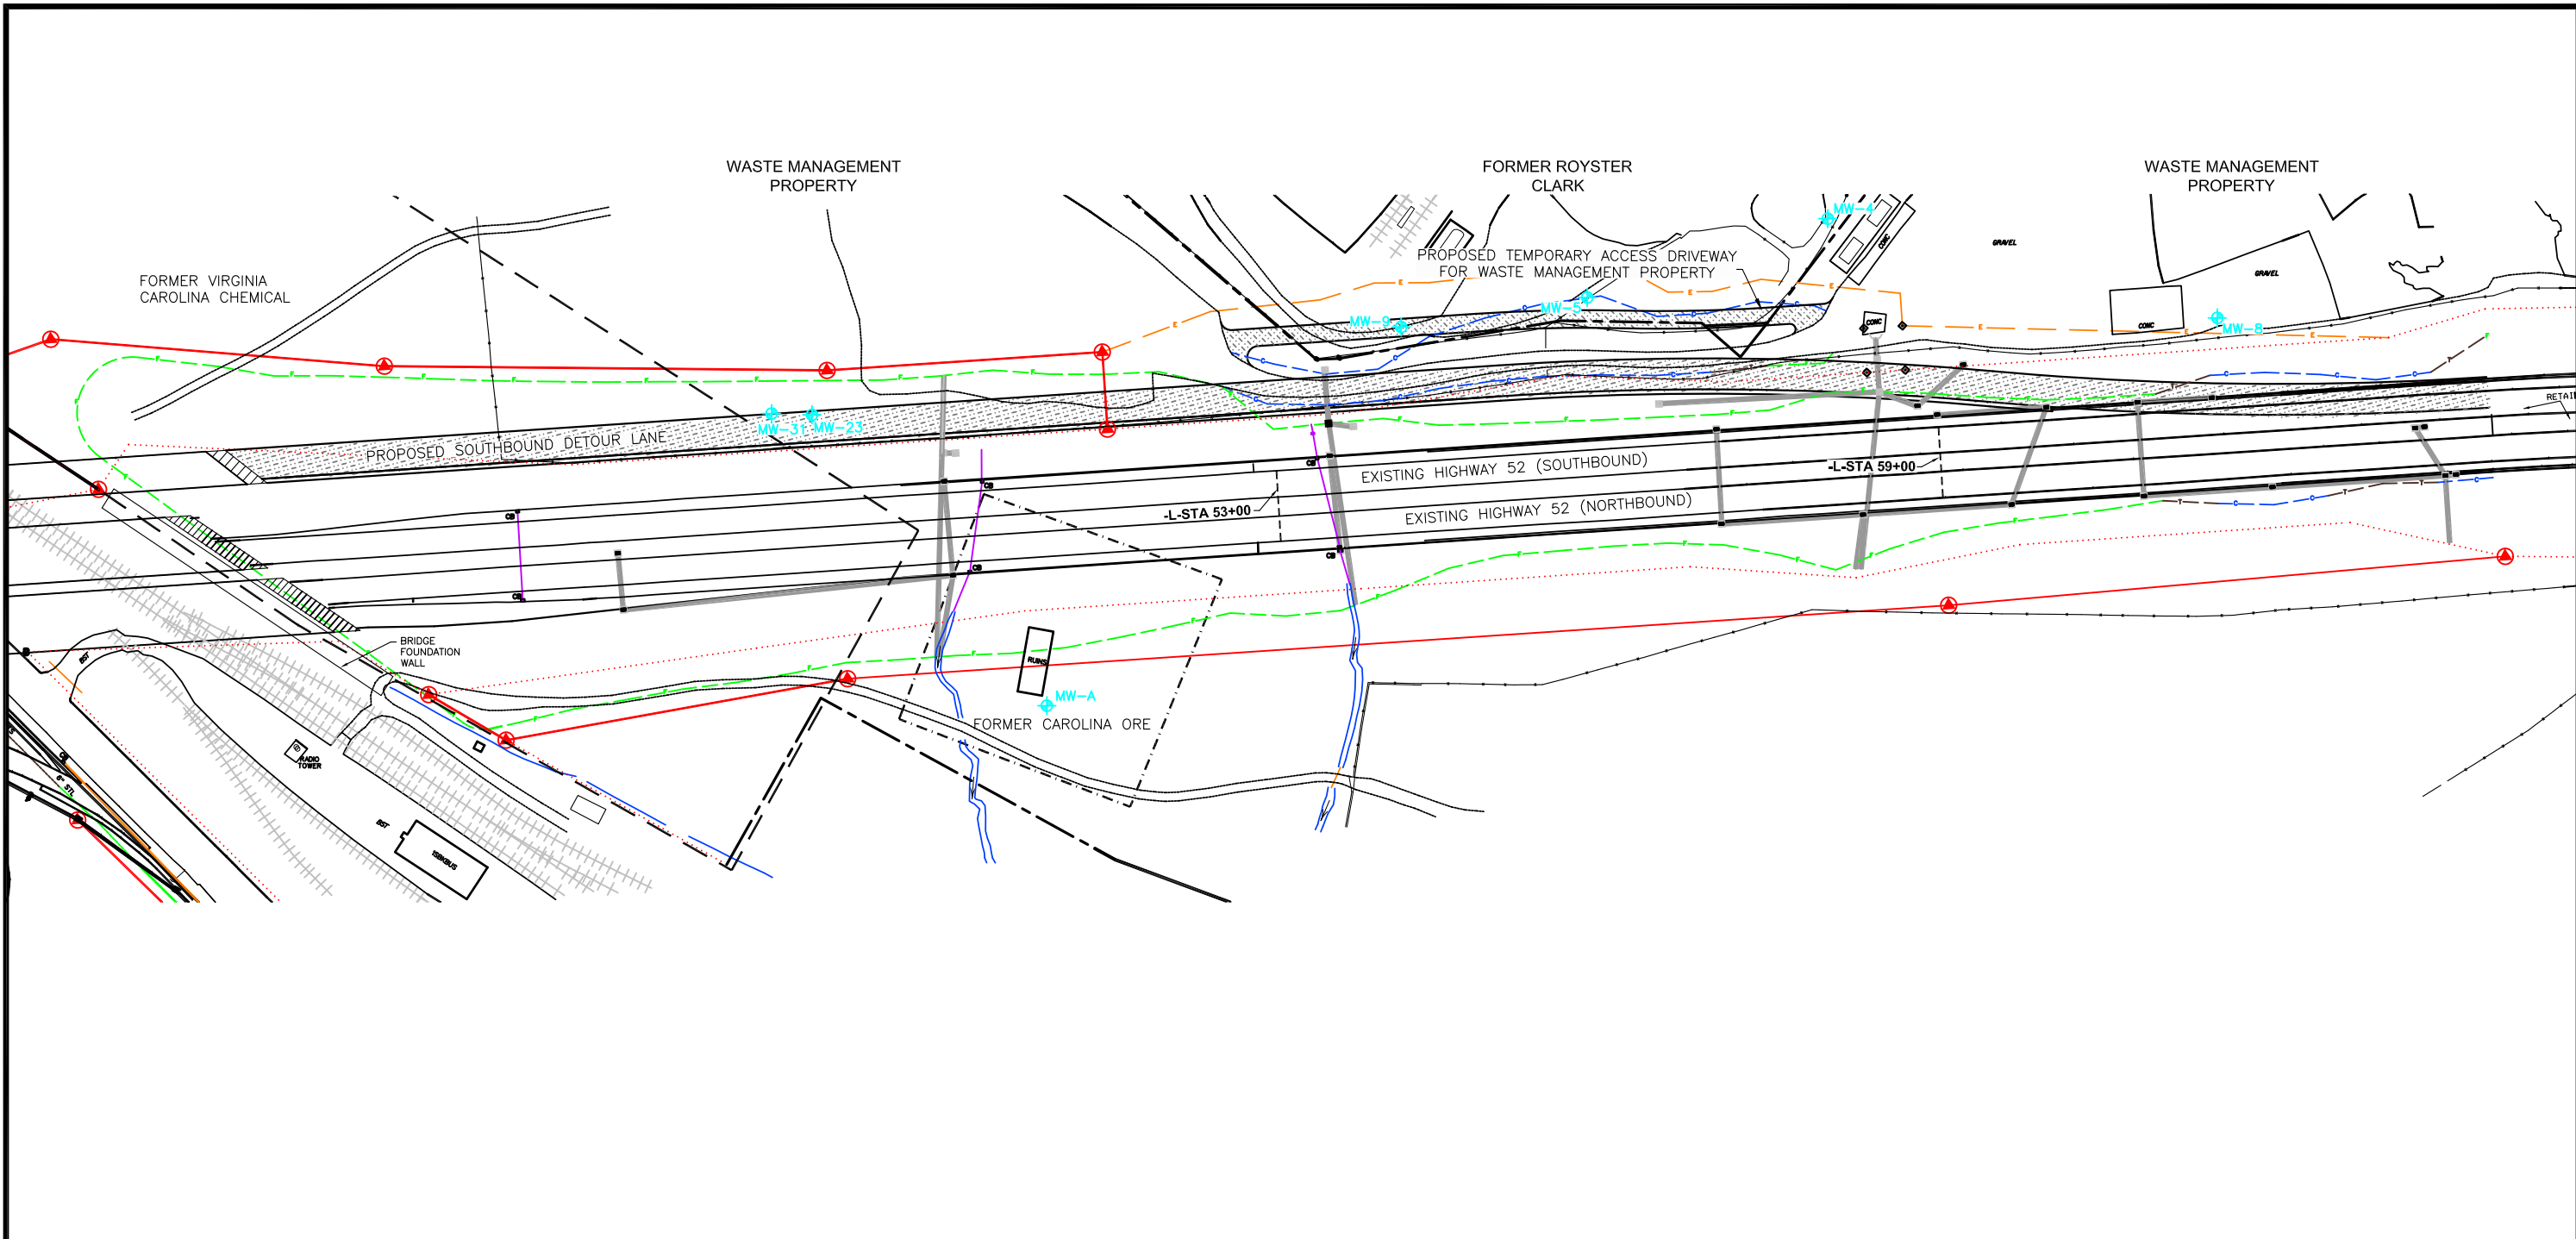 WASTE MANAGEMENT
PROPERTY
FORMER ROYSTER
CLARK
WASTE MANAGEMENT
PROPERTY
MW-4
CONC
GRAVEL
GRAVEL
PROPOSED TEMPORARY ACCESS DRIVEWAY
FOR WASTE MANAGEMENT PROPERTY
FORMER VIRGINIA
CAROLINA CHEMICAL
MW-5
MW-9
CONC
CONC
MW-8
RETAI
MW-31
MW-23
PROPOSED SOUTHBOUND DETOUR LANE
EXISTING HIGHWAY 52 (SOUTHBOUND)
-L-STA 59+00
CB
CB
CB
-L-STA 53+00
EXISTING HIGHWAY 52 (NORTHBOUND)
CB
CB
CB
BRIDGE
FOUNDATION
WALL
BST
RUINS
MW-A
FORMER CAROLINA ORE
RADIO
TOWER
6" STL
BST
1SBKBUS